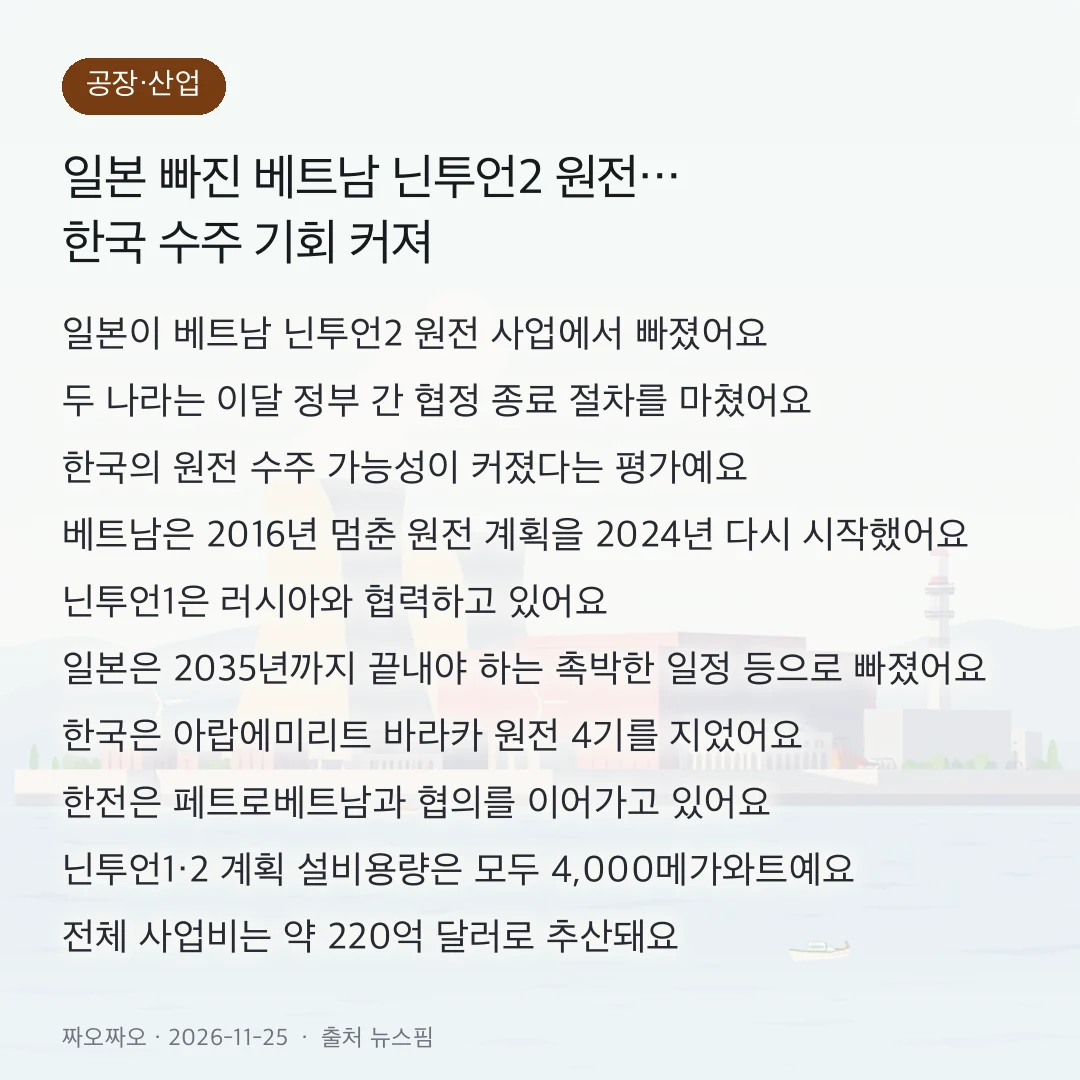 공장·산업
일본 빠진 베트남 닌투언2 원전…
한국 수주 기회 커져
일본이 베트남 닌투언2 원전 사업에서 빠졌어요
두 나라는 이달 정부 간 협정 종료 절차를 마쳤어요
한국의 원전 수주 가능성이 커졌다는 평가예요
베트남은 2016년 멈춘 원전 계획을 2024년 다시 시작했어요
닌투언1은 러시아와 협력하고 있어요
일본은 2035년까지 끝내야 하는 촉박한 일정 등으로 빠졌어요
한국은 아랍에미리트 바라카 원전 4기를 지었어요
한전은 페트로베트남과 협의를 이어가고 있어요
닌투언1·2 계획 설비용량은 모두 4,000메가와트예요
전체 사업비는 약 220억 달러로 추산돼요
짜오짜오 · 2026-11-25 · 출처 뉴스핌